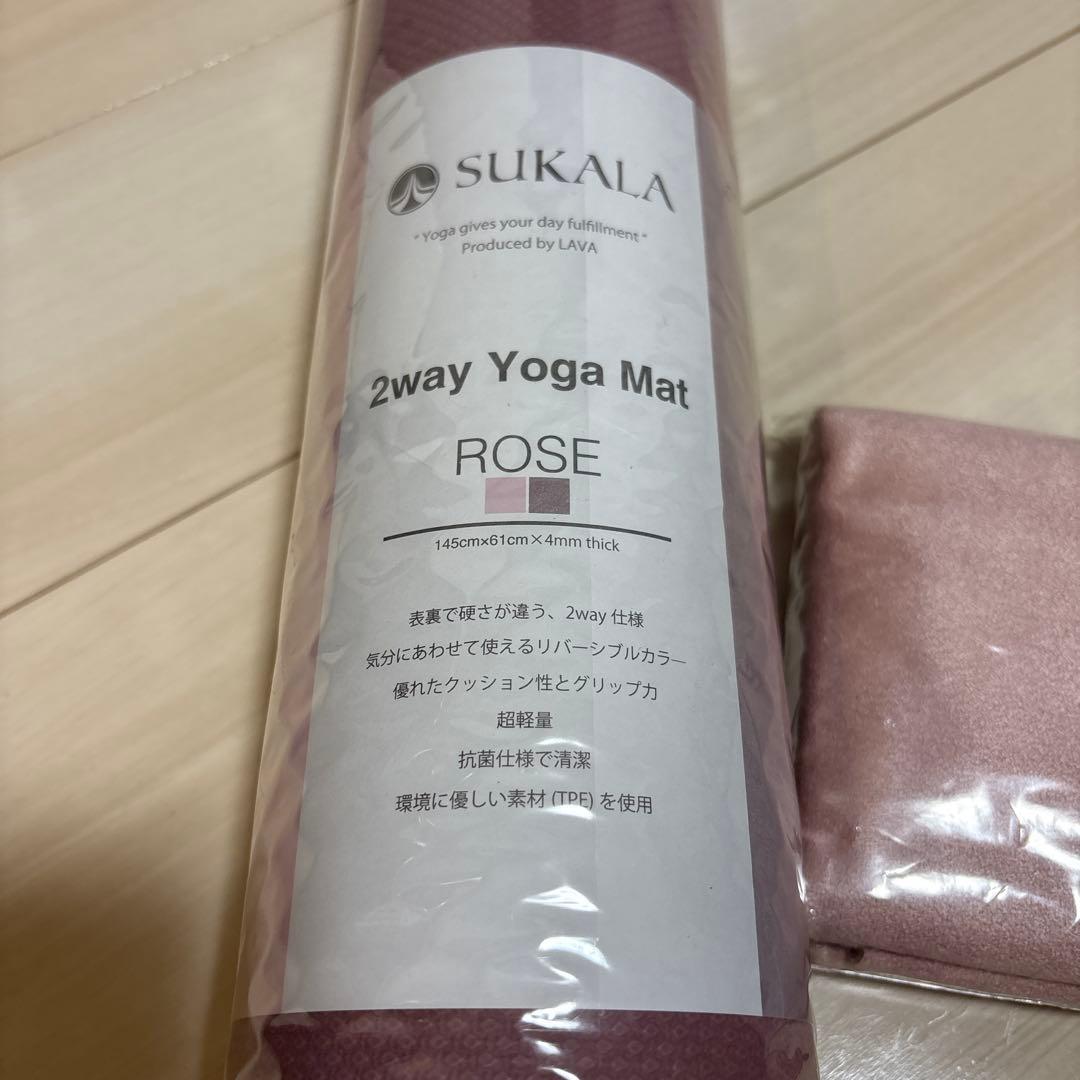 SUKALA
"Yoga gives your day fulfillment"
Produced by LAVA
2way Yoga Mat
ROSE
145cm×61cm×4mm thick
表裏で硬さが違う、2way 仕様
気分にあわせて使えるリバーシブルカラー
優れたクッション性とグリップ力
超軽量
抗菌仕様で清潔
環境に優しい素材 (TPE) を使用